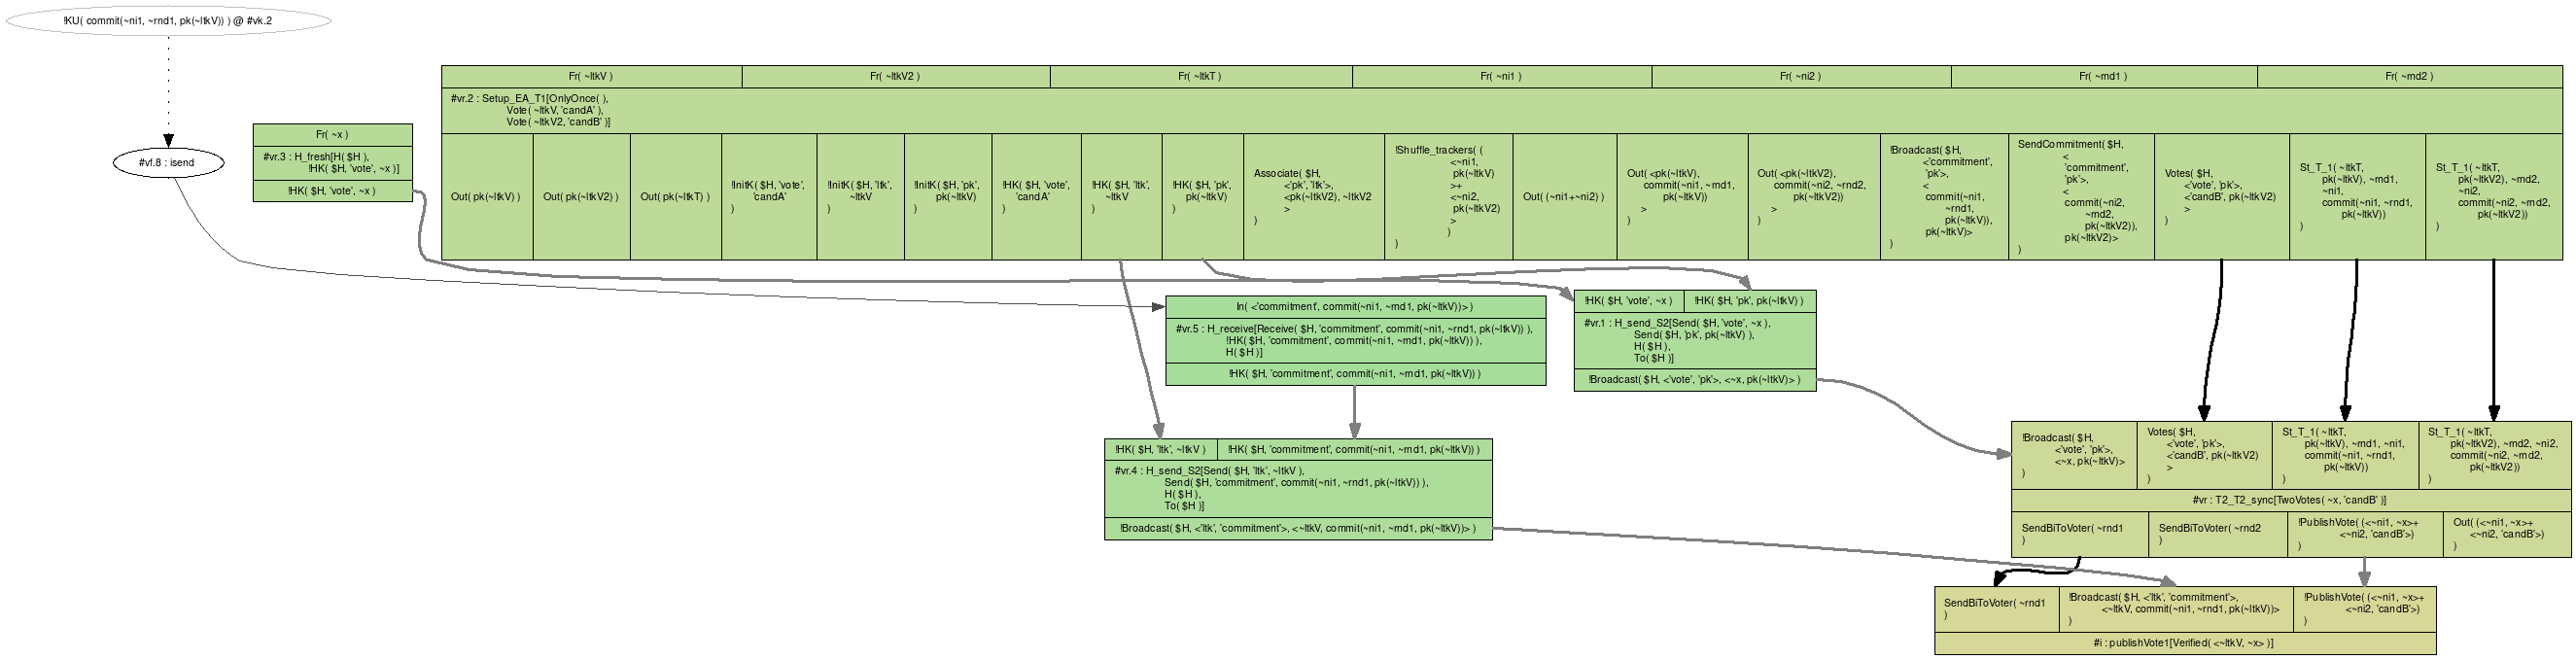 !KU( commit(~ni1, ~rnd1, pk(~ltkV)) ) @ #vk.2
#vf.8 : isend
Fr( ~x )
#vr.3 : H_fresh[H( $H ),
!HK( $H, 'vote', ~x )]
!HK( $H, 'vote', ~x )
Fr( ~ltkV )
Fr( ~ltkV2 )
Fr( ~ltkT )
Fr( ~ni1 )
Fr( ~ni2 )
Fr( ~rnd1 )
Fr( ~rnd2 )
#vr.2 : Setup_EA_T1[OnlyOnce( ),
Vote( ~ltkV, 'candA' ),
Vote( ~ltkV2, 'candB' )]
Out( pk(~ltkV) )
Out( pk(~ltkV2) )
Out( pk(~ltkT) )
!InitK( $H, 'vote',
'candA'
)
!InitK( $H, 'ltk',
~ltkV
)
!InitK( $H, 'pk',
pk(~ltkV)
)
!HK( $H, 'vote',
'candA'
)
!HK( $H, 'ltk',
~ltkV
)
!HK( $H, 'pk',
pk(~ltkV)
)
Associate( $H,
<'pk', 'ltk'>,
<pk(~ltkV2), ~ltkV2
>
)
!Shuffle_trackers( (
<~ni1,
pk(~ltkV)
>+
<~ni2,
pk(~ltkV2)
>
)
)
Out( (~ni1+~ni2) )
Out( <pk(~ltkV),
commit(~ni1, ~rnd1,
pk(~ltkV))
>
)
Out( <pk(~ltkV2),
commit(~ni2, ~rnd2,
pk(~ltkV2))
>
)
!Broadcast( $H,
<'commitment',
'pk'>,
<
commit(~ni1,
~rnd1,
pk(~ltkV)),
pk(~ltkV)>
)
SendCommitment( $H,
<
'commitment',
'pk'>,
<
commit(~ni2,
~rnd2,
pk(~ltkV2)),
pk(~ltkV2)>
)
Votes( $H,
<'vote', 'pk'>,
<'candB', pk(~ltkV2)
>
)
St_T_1( ~ltkT,
pk(~ltkV), ~rnd1,
~ni1,
commit(~ni1, ~rnd1,
pk(~ltkV))
)
St_T_1( ~ltkT,
pk(~ltkV2), ~rnd2,
~ni2,
commit(~ni2, ~rnd2,
pk(~ltkV2))
)
In( <'commitment', commit(~ni1, ~rnd1, pk(~ltkV))> )
#vr.5 : H_receive[Receive( $H, 'commitment', commit(~ni1, ~rnd1, pk(~ltkV)) ),
!HK( $H, 'commitment', commit(~ni1, ~rnd1, pk(~ltkV)) ),
H( $H )]
!HK( $H, 'commitment', commit(~ni1, ~rnd1, pk(~ltkV)) )
!HK( $H, 'vote', ~x )
!HK( $H, 'pk', pk(~ltkV) )
#vr.1 : H_send_S2[Send( $H, 'vote', ~x ),
Send( $H, 'pk', pk(~ltkV) ),
H( $H ),
To( $H )]
!Broadcast( $H, <'vote', 'pk'>, <~x, pk(~ltkV)> )
!HK( $H, 'ltk', ~ltkV )
!HK( $H, 'commitment', commit(~ni1, ~rnd1, pk(~ltkV)) )
#vr.4 : H_send_S2[Send( $H, 'ltk', ~ltkV ),
Send( $H, 'commitment', commit(~ni1, ~rnd1, pk(~ltkV)) ),
H( $H ),
To( $H )]
!Broadcast( $H, <'ltk', 'commitment'>, <~ltkV, commit(~ni1, ~rnd1, pk(~ltkV))> )
!Broadcast( $H,
<'vote', 'pk'>,
<~x, pk(~ltkV)>
)
Votes( $H,
<'vote', 'pk'>,
<'candB', pk(~ltkV2)
>
)
St_T_1( ~ltkT,
pk(~ltkV), ~rnd1, ~ni1,
commit(~ni1, ~rnd1,
pk(~ltkV))
)
St_T_1( ~ltkT,
pk(~ltkV2), ~rnd2, ~ni2,
commit(~ni2, ~rnd2,
pk(~ltkV2))
)
#vr : T2_T2_sync[TwoVotes( ~x, 'candB' )]
SendBiToVoter( ~rnd1
)
SendBiToVoter( ~rnd2
)
!PublishVote( (<~ni1, ~x>+
<~ni2, 'candB'>)
)
Out( (<~ni1, ~x>+
<~ni2, 'candB'>)
)
SendBiToVoter( ~rnd1
)
!Broadcast( $H, <'ltk', 'commitment'>,
<~ltkV, commit(~ni1, ~rnd1, pk(~ltkV))>
)
!PublishVote( (<~ni1, ~x>+
<~ni2, 'candB'>)
)
#i : publishVote1[Verified( <~ltkV, ~x> )]